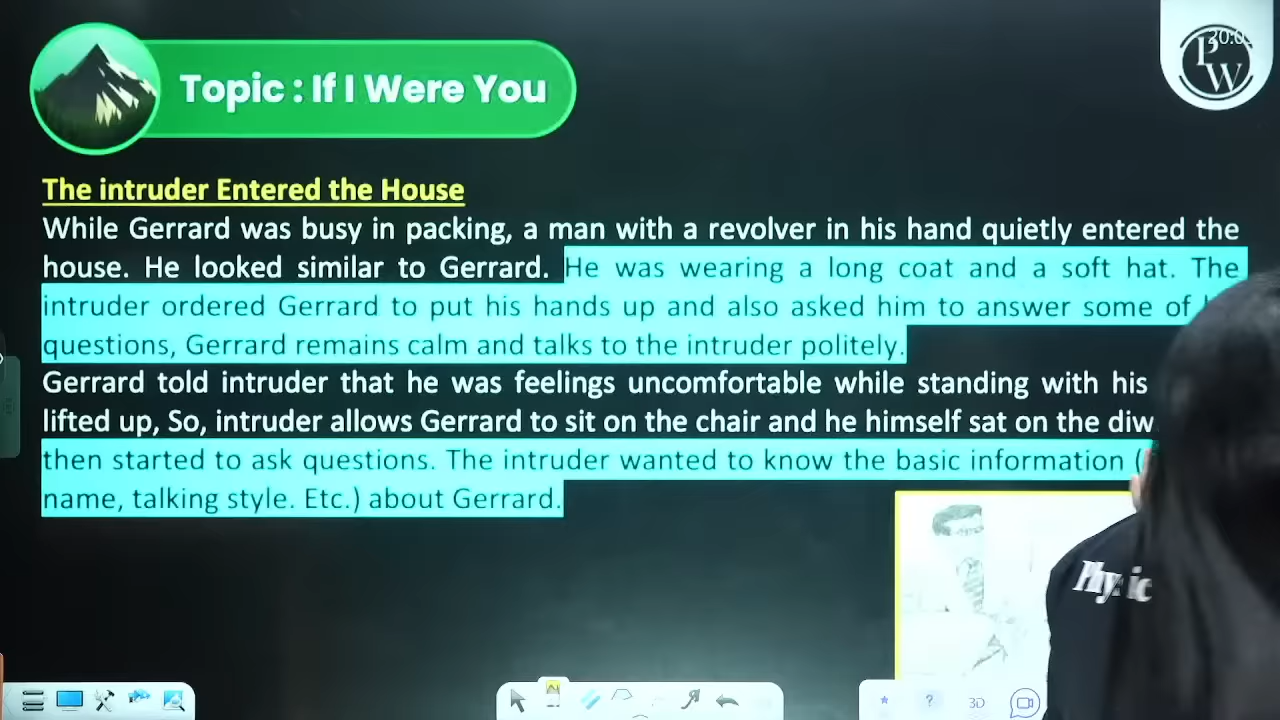 Topic : If I Were You
20:0
PW
The intruder Entered the House
While Gerrard was busy in packing, a man with a revolver in his hand quietly entered the
house. He looked similar to Gerrard. He was wearing a long coat and a soft hat. The
intruder ordered Gerrard to put his hands up and also asked him to answer some of
questions, Gerrard remains calm and talks to the intruder politely.
Gerrard told intruder that he was feelings uncomfortable while standing with his
lifted up, So, intruder allows Gerrard to sit on the chair and he himself sat on the
then started to ask questions. The intruder wanted to know the basic information (
name, talking style. Etc.) about Gerrard.
3D